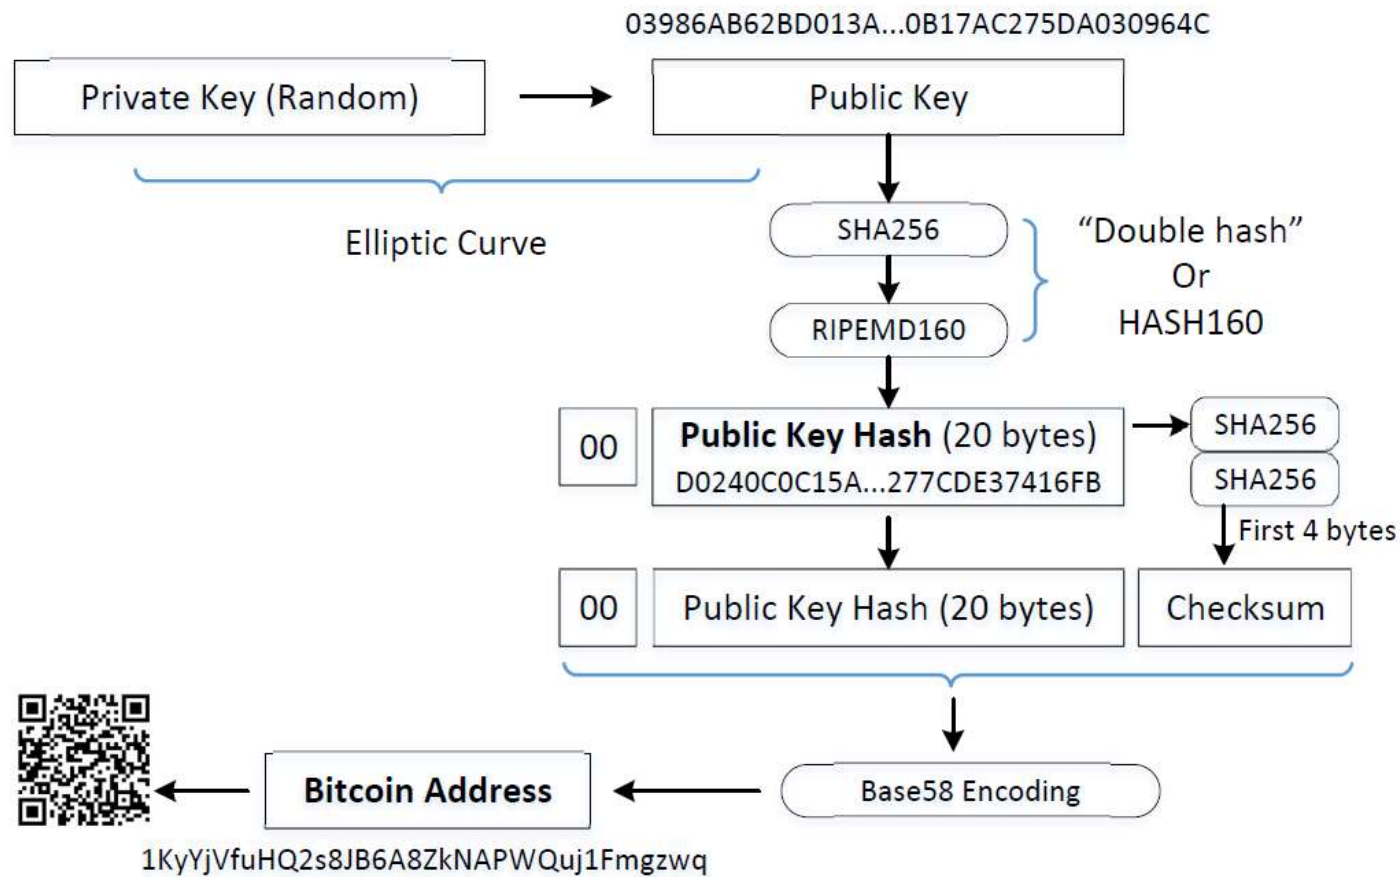 03986AB62BD013A...0B17AC275DA030964C
Private Key (Random)
Public Key
Elliptic Curve
SHA256
RIPEMD160
“Double hash”
Or
HASH160
00
Public Key Hash (20 bytes)
D0240C0C15A...277CDE37416FB
SHA256
SHA256
First 4 bytes
00
Public Key Hash (20 bytes)
Checksum
Base58 Encoding
Bitcoin Address
1KyYjVfuHQ2s8JB6A8ZkNAPWQuj1Fmgzwq